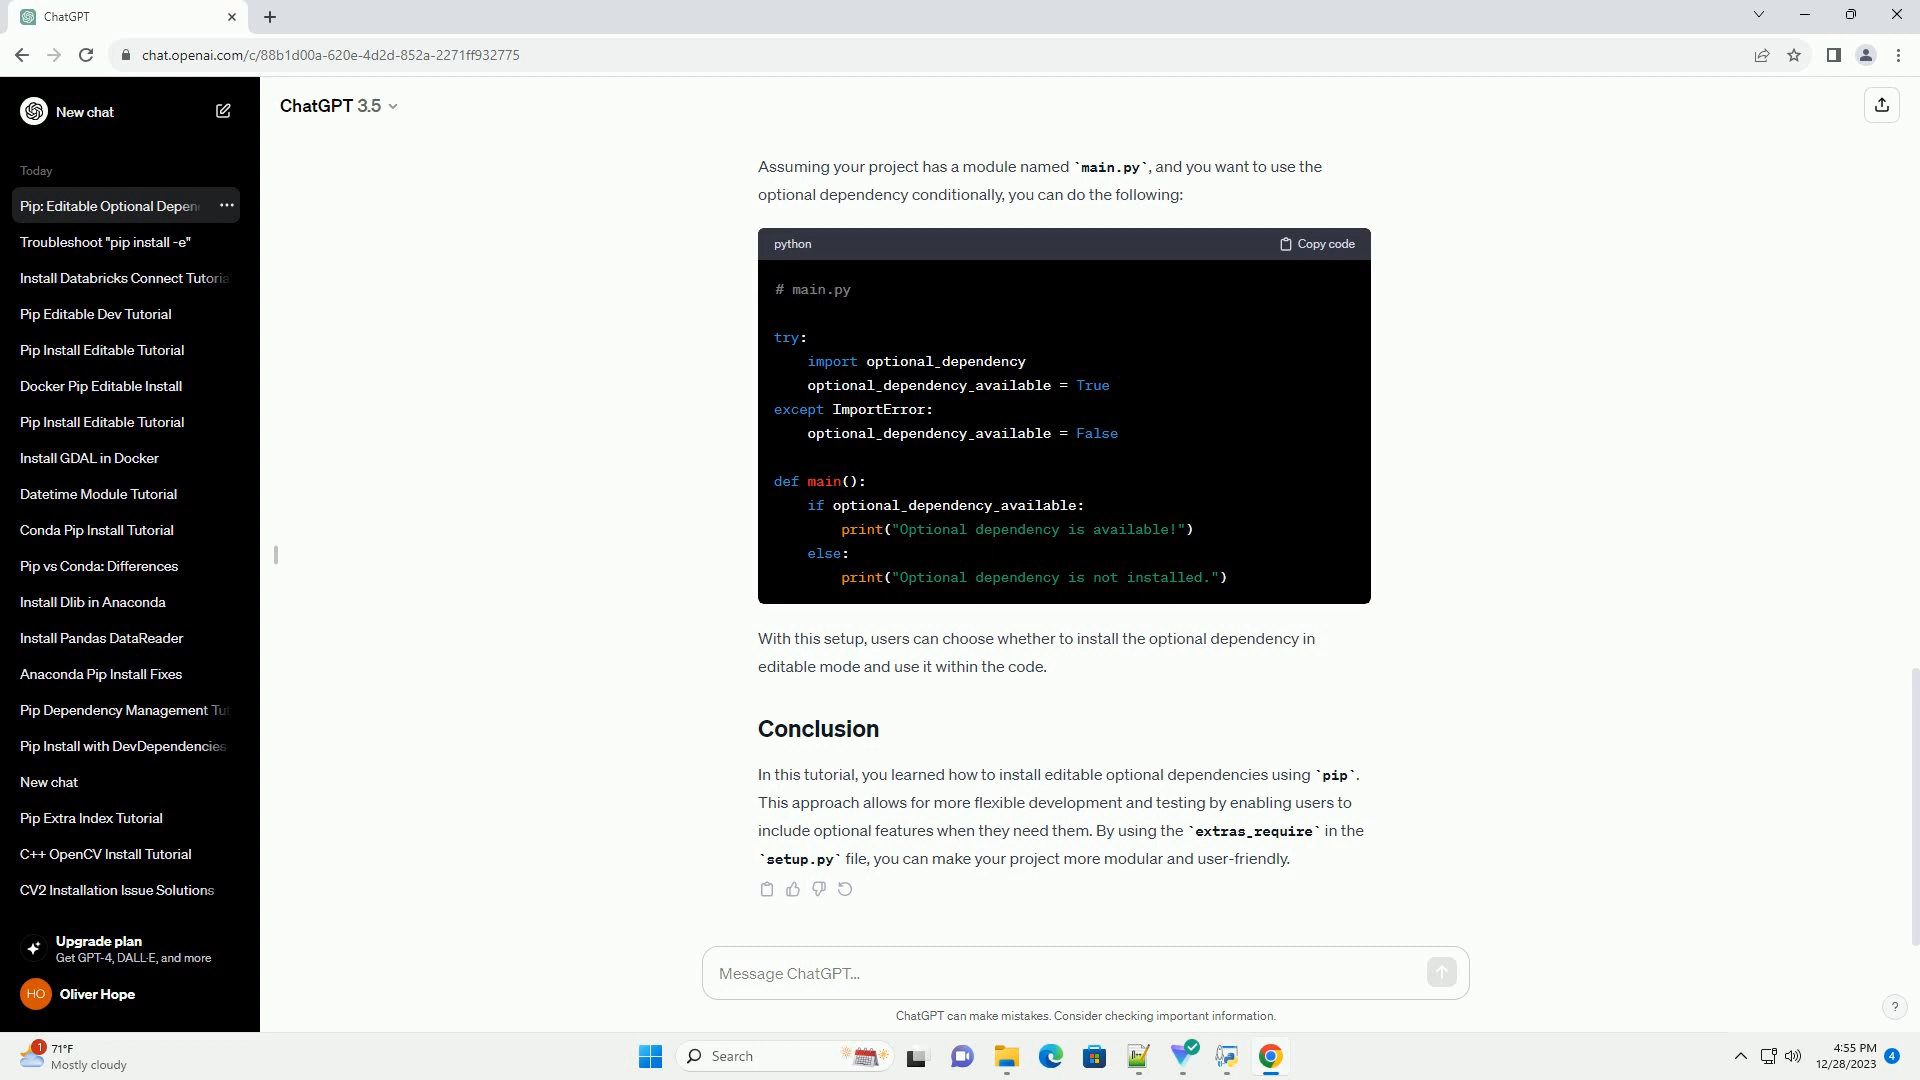 ChatGPT
chat.openai.com/c/88b1d00a-620e-4d2d-852a-2271ff932775
New chat
ChatGPT 3.5
Today
Pip: Editable Optional Depen
Troubleshoot "pip install -e"
Install Databricks Connect Tutoria
Pip Editable Dev Tutorial
Pip Install Editable Tutorial
Docker Pip Editable Install
Pip Install Editable Tutorial
Install GDAL in Docker
Datetime Module Tutorial
Conda Pip Install Tutorial
Pip vs Conda: Differences
Install Dlib in Anaconda
Install Pandas DataReader
Anaconda Pip Install Fixes
Pip Dependency Management Tut
Pip Install with DevDependencies
New chat
Pip Extra Index Tutorial
C++ OpenCV Install Tutorial
CV2 Installation Issue Solutions
Upgrade plan
Get GPT-4, DALL·E, and more
HO Oliver Hope
Assuming your project has a module named `main.py`, and you want to use the
optional dependency conditionally, you can do the following:
python Copy code
# main.py
try:
    import optional_dependency
    optional_dependency_available = True
except ImportError:
    optional_dependency_available = False
def main():
    if optional_dependency_available:
        print("Optional dependency is available!")
    else:
        print("Optional dependency is not installed.")
With this setup, users can choose whether to install the optional dependency in
editable mode and use it within the code.
Conclusion
In this tutorial, you learned how to install editable optional dependencies using `pip`.
This approach allows for more flexible development and testing by enabling users to
include optional features when they need them. By using the `extras_require` in the
`setup.py` file, you can make your project more modular and user-friendly.
Message ChatGPT...
ChatGPT can make mistakes. Consider checking important information.
?
1 71°F
Mostly cloudy
Search
4:55 PM
12/28/2023 4